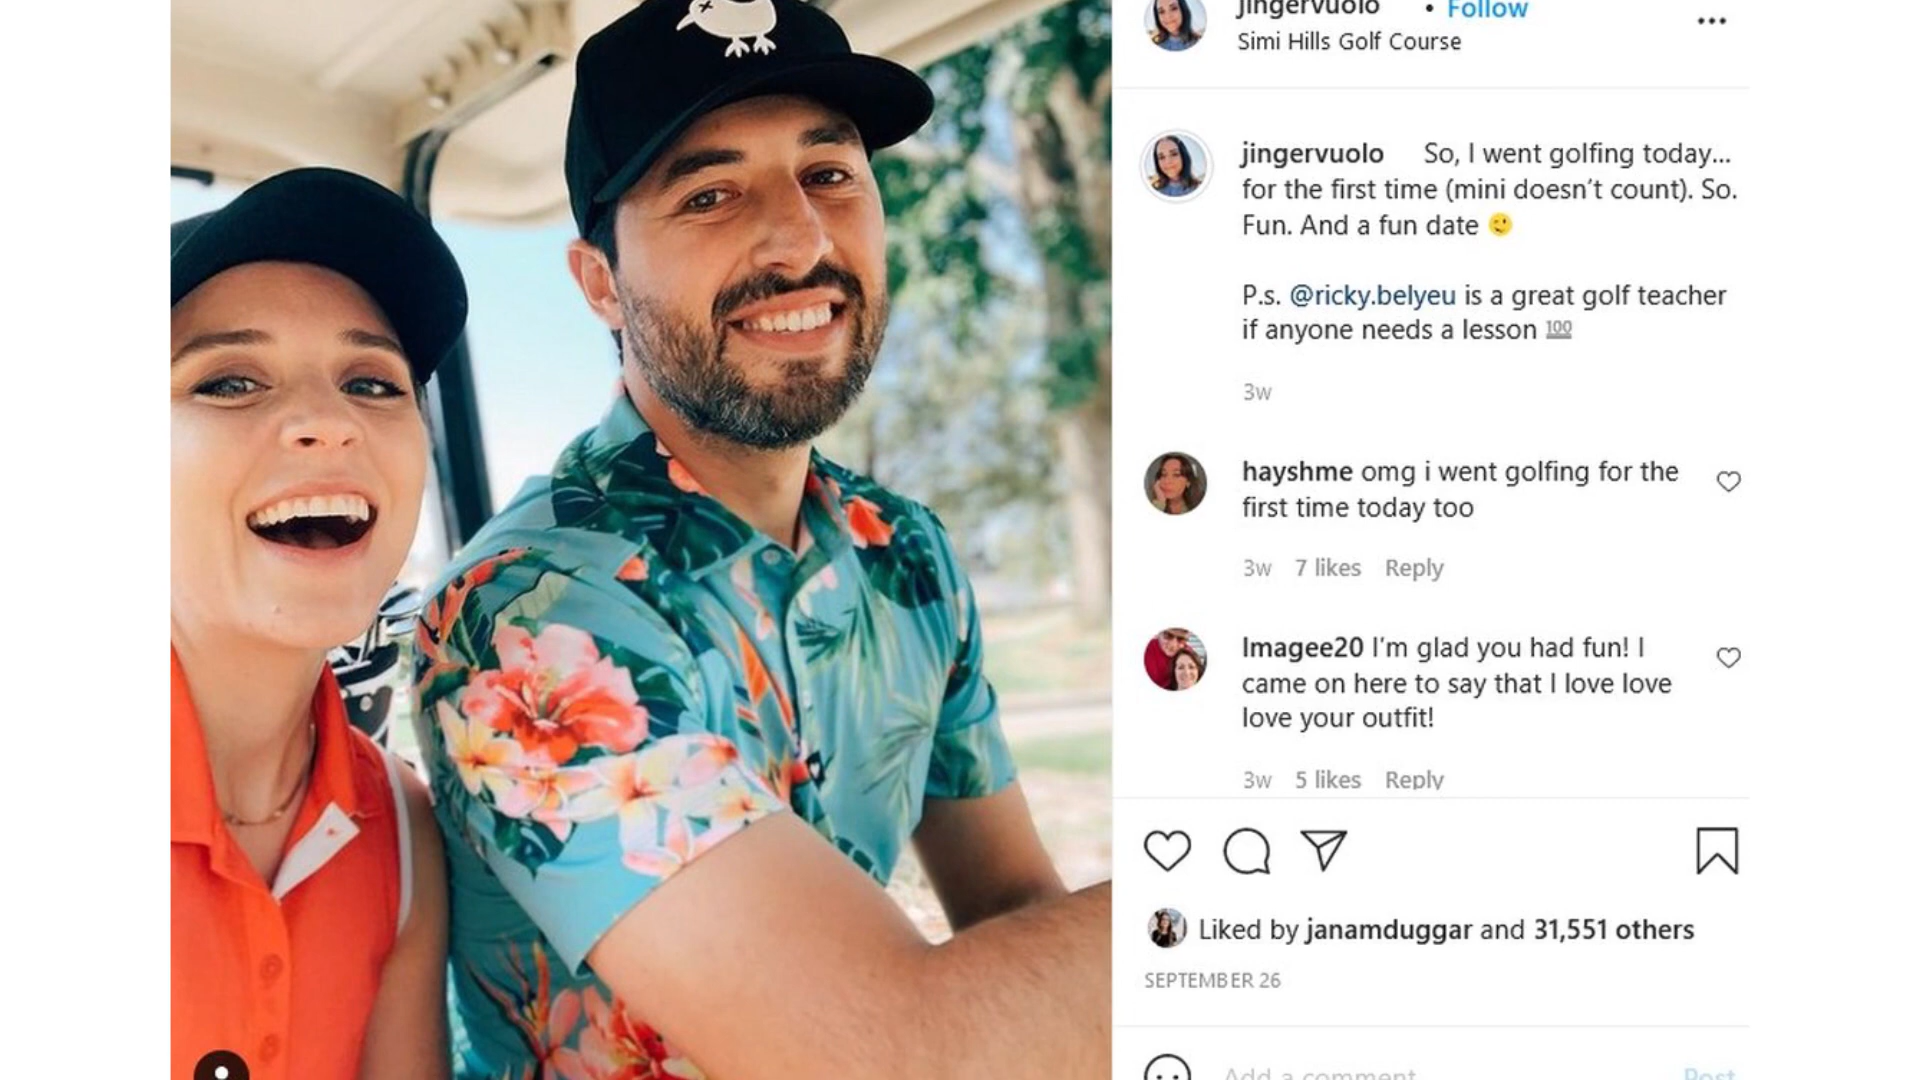 jingervuolo • Follow
Simi Hills Golf Course
jingervuolo So, I went golfing today...
for the first time (mini doesn’t count). So.
Fun. And a fun date 😜
P.s. @ricky.belyeu is a great golf teacher
if anyone needs a lesson 💯
3w
hayshme omg i went golfing for the
first time today too
3w 7 likes Reply
lmagee20 I’m glad you had fun! I
came on here to say that I love love
love your outfit!
3w 5 likes Reply
Liked by janamduggar and 31,551 others
SEPTEMBER 26
Add a comment...
Post